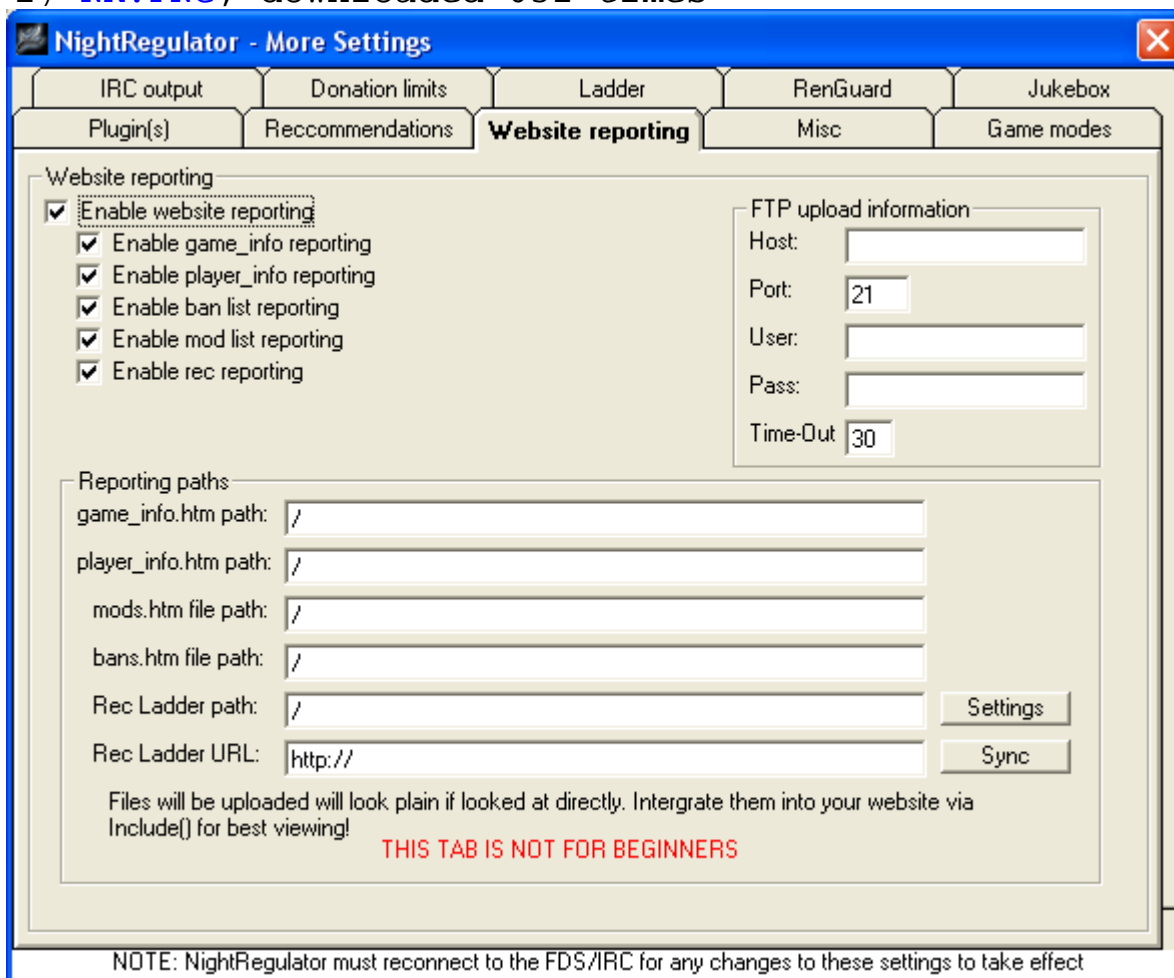 NightRegulator - More Settings
IRC output Donation limits Ladder RenGuard Jukebox
Plugin(s) Reccommendations Website reporting Misc Game modes
Website reporting
Enable website reporting
Enable game_info reporting
Enable player_info reporting
Enable ban list reporting
Enable mod list reporting
Enable rec reporting
FTP upload information
Host:
Port: 21
User:
Pass:
Time-Out 30
Reporting paths
game_info.htm path: /
player_info.htm path: /
mods.htm file path: /
bans.htm file path: /
Rec Ladder path: / Settings
Rec Ladder URL: http:// Sync
Files will be uploaded will look plain if looked at directly. Intergrate them into your website via
Include() for best viewing!
THIS TAB IS NOT FOR BEGINNERS
NOTE: NightRegulator must reconnect to the FDS/IRC for any changes to these settings to take effect